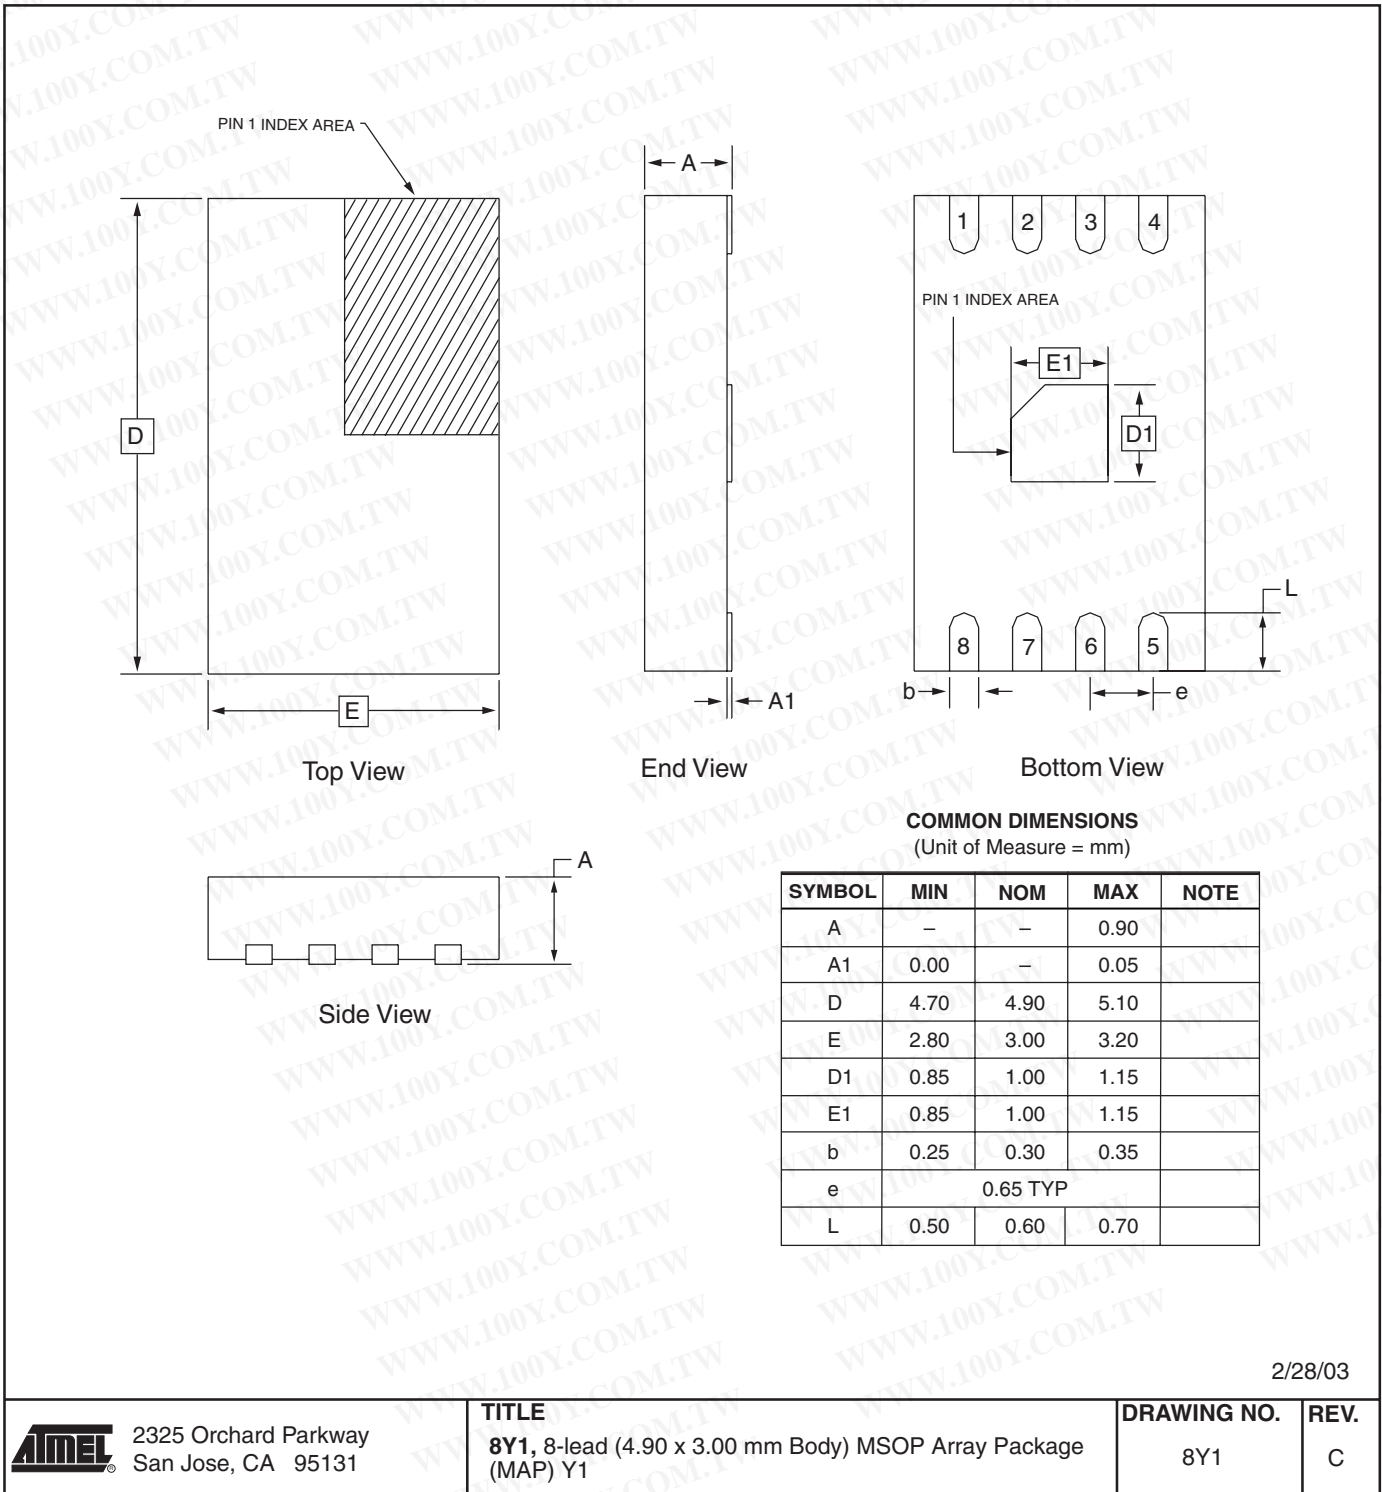 PIN 1 INDEX AREA
A
1 2 3 4
PIN 1 INDEX AREA
E1
D
D1
L
8 7 6 5
b
e
A1
E
Top View
End View
Bottom View
A
Side View
COMMON DIMENSIONS
(Unit of Measure = mm)
SYMBOL MIN NOM MAX NOTE
A – – 0.90
A1 0.00 – 0.05
D 4.70 4.90 5.10
E 2.80 3.00 3.20
D1 0.85 1.00 1.15
E1 0.85 1.00 1.15
b 0.25 0.30 0.35
e 0.65 TYP
L 0.50 0.60 0.70
2/28/03
ATMEL®
2325 Orchard Parkway
San Jose, CA 95131
TITLE
8Y1, 8-lead (4.90 x 3.00 mm Body) MSOP Array Package
(MAP) Y1
DRAWING NO.
8Y1
REV.
C
WWW.100Y.COM.TW